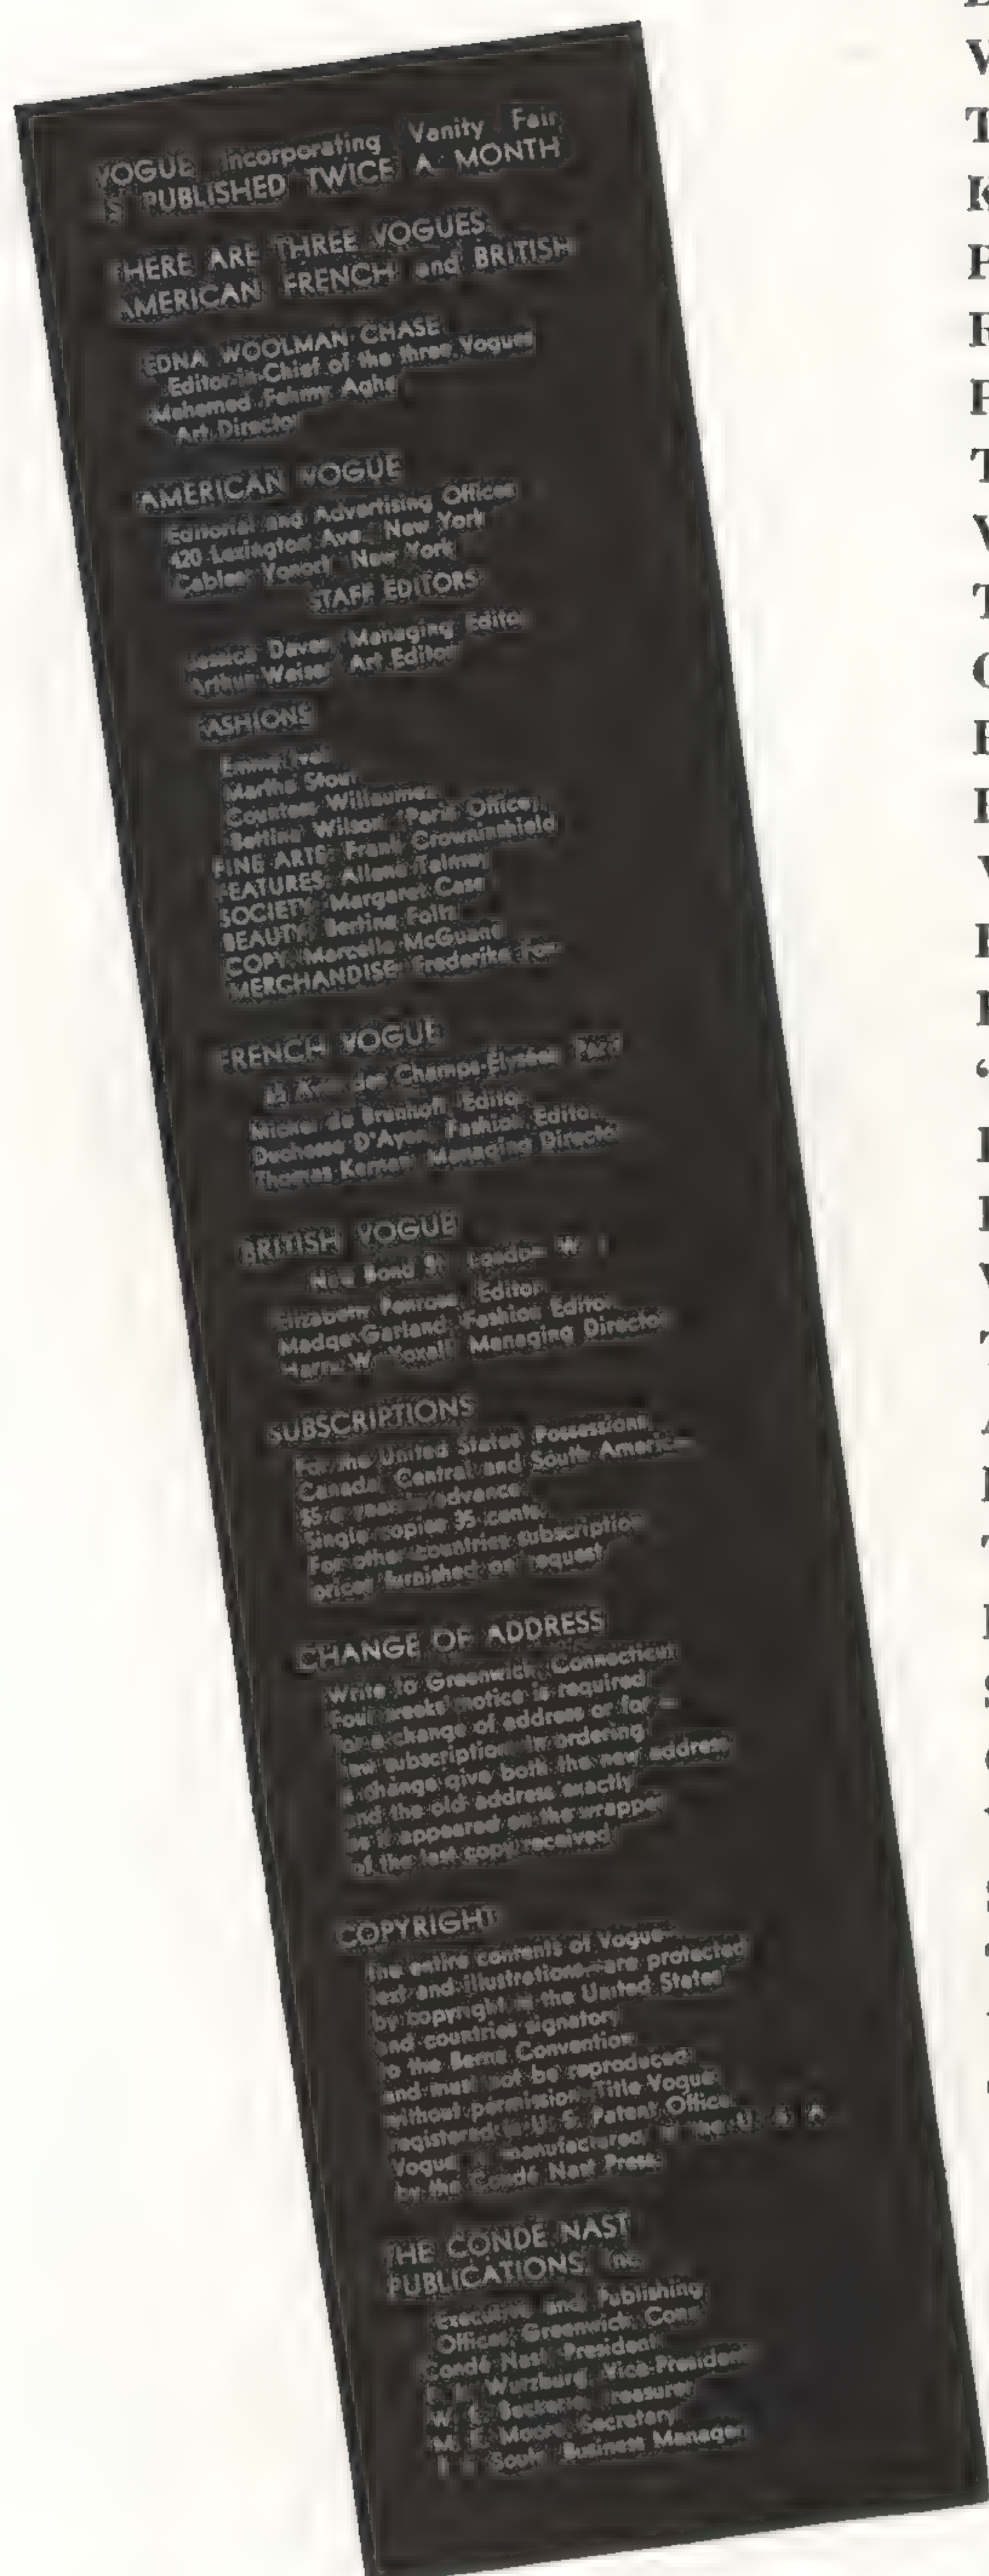 VOGUE incorporating Vanity Fair
IS PUBLISHED TWICE A MONTH
THERE ARE THREE VOGUES
AMERICAN FRENCH and BRITISH
EDNA WOOLMAN CHASE
Editor-in-Chief of the three Vogues
Mehemed Fehmy Agha
Art Director
AMERICAN VOGUE
Editorial and Advertising Offices
420 Lexington Ave New York
Cables New York
STAFF EDITORS
Jessica Daves Managing Editor
Arthur Weiser Art Editor
FASHIONS
Martha Stout
Countess Willaumez
Bettina Wilson Paris Office
FINE ARTS Frank Crowninshield
FEATURES Allene Talmey
SOCIETY Margaret Case
BEAUTY
COPY Marcelle McGuane
MERCHANDISE Frederika Fox
FRENCH VOGUE
des Champs-Elysées Paris
Michel de Brunhoff Editor
Duchesse D'Ayen Fashion Editor
Thomas Kernan Managing Director
BRITISH VOGUE
New Bond St London W 1
Elizabeth Penrose Editor
Madge Garland Fashion Editor
Harry W Yoxall Managing Director
SUBSCRIPTIONS
For the United States Possessions
Canada Central and South America
$5 a year in advance
Single copies 35 cents
For other countries subscription
prices furnished on request
CHANGE OF ADDRESS
Write to Greenwich Connecticut
Four weeks' notice is required
for a change of address or for a
new subscription In ordering
a change give both the new address
and the old address exactly
as it appeared on the wrapper
of the last copy received
COPYRIGHT
The entire contents of Vogue
text and illustrations are protected
by copyright in the United States
and countries signatory
to the Berne Convention
and must not be reproduced
without permission Title Vogue
registered in U S Patent Office
Vogue is manufactured in the U S A
by the Condé Nast Press
THE CONDE NAST
PUBLICATIONS Inc
Executive and Publishing
Offices Greenwich Conn
Condé Nast President
Wurzburg Vice-President
W E Beckerle Treasurer
M E Moore Secretary
Business Manager